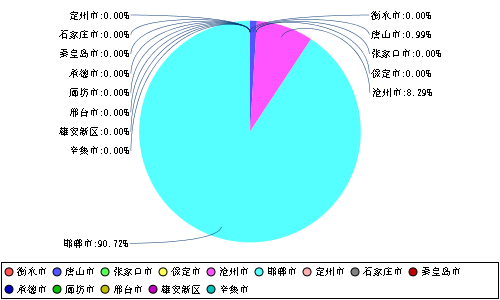 定州市:0.00%
石家庄市:0.00%
秦皇岛市:0.00%
承德市:0.00%
廊坊市:0.00%
邢台市:0.00%
雄安新区:0.00%
辛集市:0.00%
邯郸市:90.72%
衡水市:0.00%
唐山市:0.99%
张家口市:0.00%
保定市:0.00%
沧州市:8.29%
衡水市 唐山市 张家口市 保定市 沧州市 邯郸市 定州市 石家庄市 秦皇岛市
承德市 廊坊市 邢台市 雄安新区 辛集市